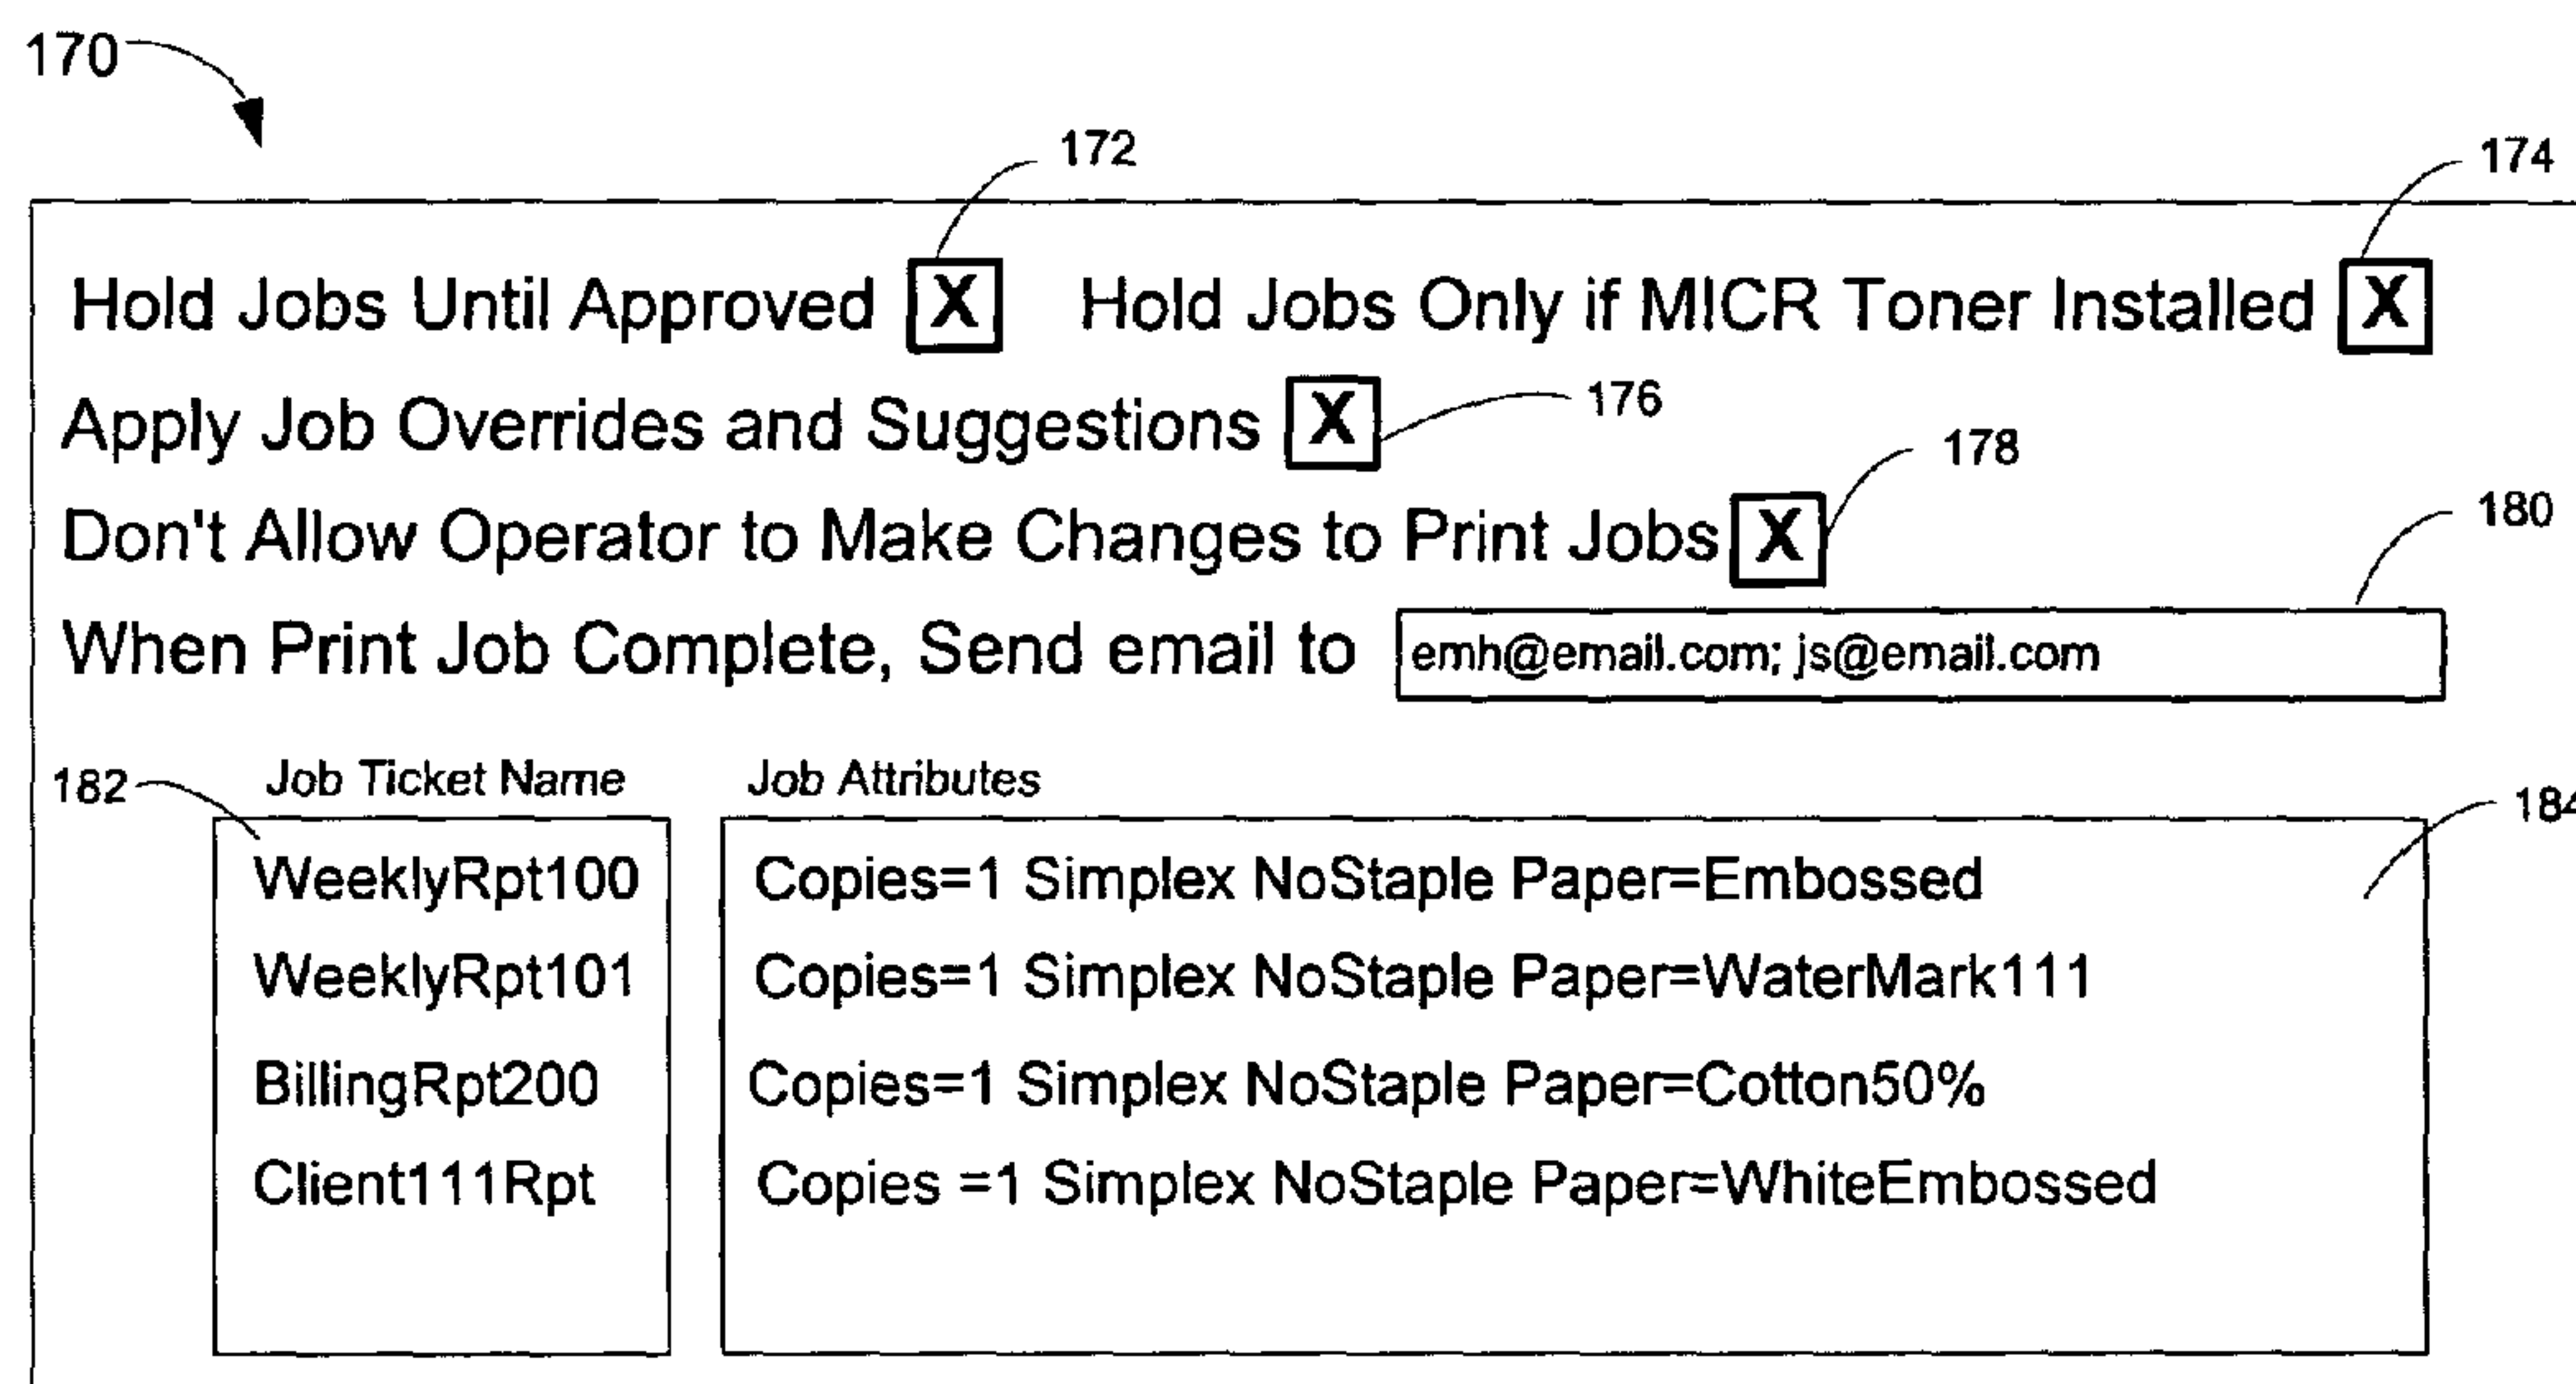 170
172
174
Hold Jobs Until Approved X Hold Jobs Only if MICR Toner Installed X
Apply Job Overrides and Suggestions X 176
Don't Allow Operator to Make Changes to Print Jobs X 178
180
When Print Job Complete, Send email to emh@email.com; js@email.com
182 Job Ticket Name Job Attributes
184
WeeklyRpt100 Copies=1 Simplex NoStaple Paper=Embossed
WeeklyRpt101 Copies=1 Simplex NoStaple Paper=WaterMark111
BillingRpt200 Copies=1 Simplex NoStaple Paper=Cotton50%
Client111Rpt Copies =1 Simplex NoStaple Paper=WhiteEmbossed